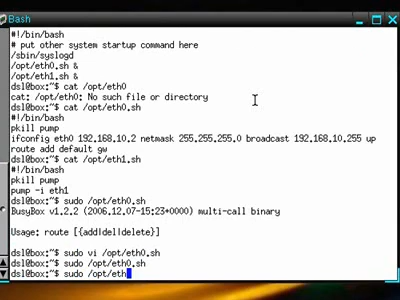 Bash
#!/bin/bash
# put other system startup command here
/sbin/syslogd
/opt/eth0.sh &
/opt/eth1.sh &
dsl@box:~$ cat /opt/eth0
cat: /opt/eth0: No such file or directory
dsl@box:~$ cat /opt/eth0.sh
#!/bin/bash
pkill pump
ifconfig eth0 192.168.10.2 netmask 255.255.255.0 broadcast 192.168.10.255 up
route add default gw
dsl@box:~$ cat /opt/eth1.sh
#!/bin/bash
pkill pump
pump -i eth1
dsl@box:~$ sudo /opt/eth0.sh
BusyBox v1.2.2 (2006.12.07-15:23+0000) multi-call binary
Usage: route [{add|del|delete}]
dsl@box:~$ sudo vi /opt/eth0.sh
dsl@box:~$ sudo /opt/eth0.sh
dsl@box:~$ sudo /opt/eth